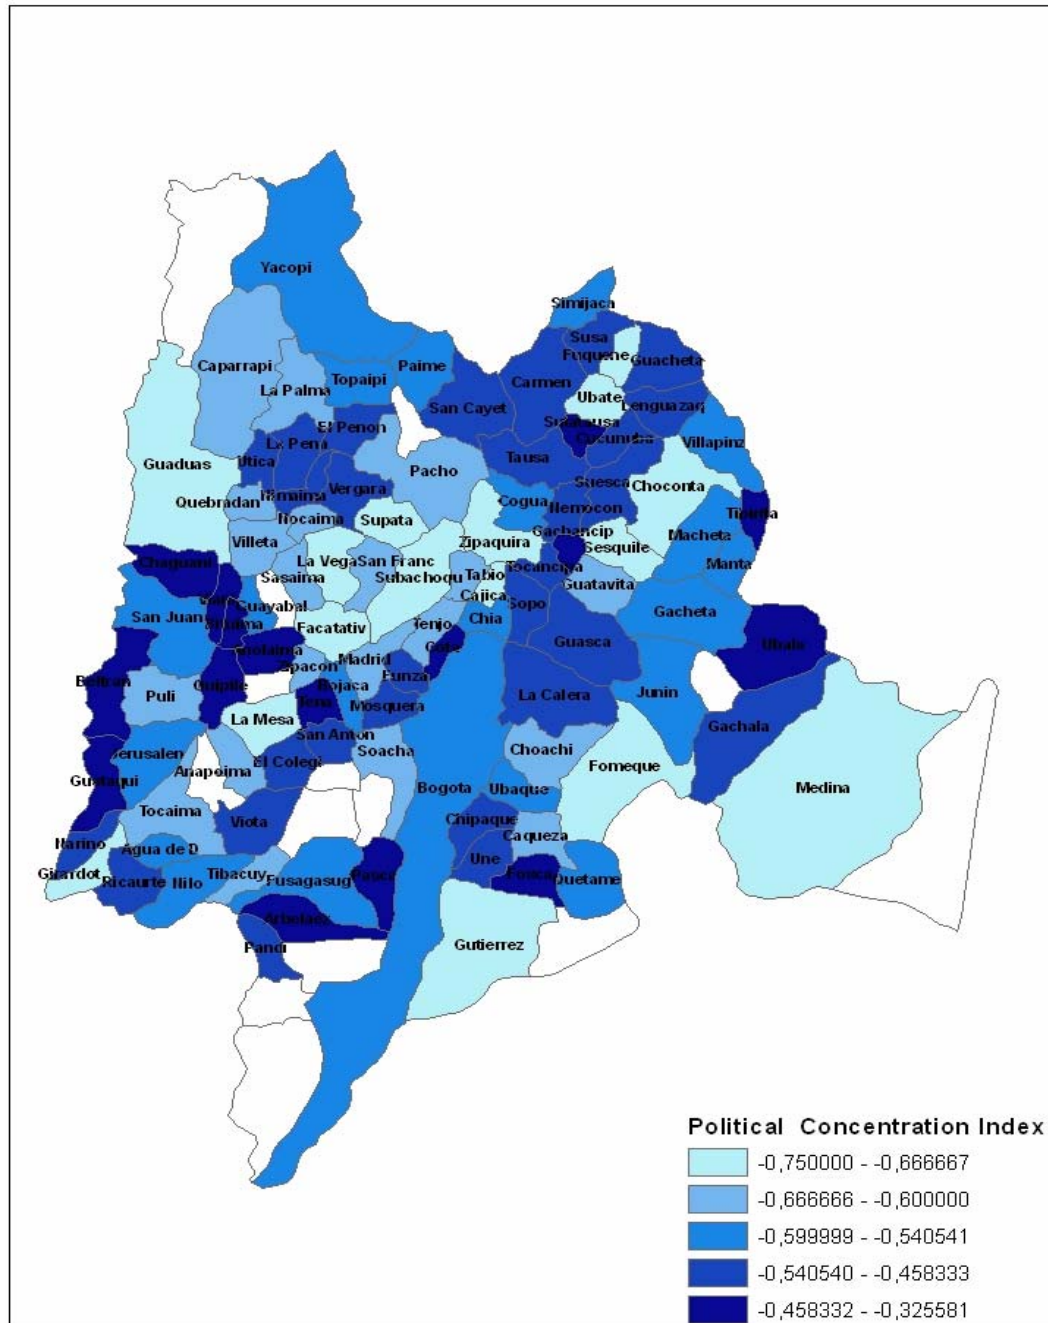 Yacopi
Simijaca
Susa
Fuquene
Guacheta
Caparrapi
La Palma
Topaipi
Paime
Carmen
San Cayet
Ubate
Lenguazaq
El Penon
Cucunuba
Villapinz
La Pena
Tausa
Guaduas
Utica
Pacho
Suesca
Choconta
Quebradan
Nimaima
Vergara
Cogua
Nemocon
Nocaima
Supata
Gachancip
Macheta
Villeta
Zipaquira
Sesquile
Chaguani
La Vega
San Franc
Tocancipa
Manta
Sasaima
Subachoqu
Tabio
Guatavita
Cajica
Sopo
San Juan
Guayabal
Chia
Gacheta
Facatativ
Tenjo
Guasca
Ubala
Zipacon
Madrid
Beltran
Puli
Quipile
Bojaca
Funza
La Calera
Junin
Tena
Mosquera
La Mesa
Gachala
San Anton
Soacha
Choachi
Jerusalen
Anapoima
El Colegi
Fomeque
Guataqui
Bogota
Ubaque
Medina
Tocaima
Viota
Chipaque
Narino
Agua de D
Caqueza
Girardot
Ricaurte
Nilo
Tibacuy
Fusagasug
Une
Quetame
Arbelaez
Pandi
Gutierrez
Political Concentration Index
-0,750000 - -0,666667
-0,666666 - -0,600000
-0,599999 - -0,540541
-0,540540 - -0,458333
-0,458332 - -0,325581